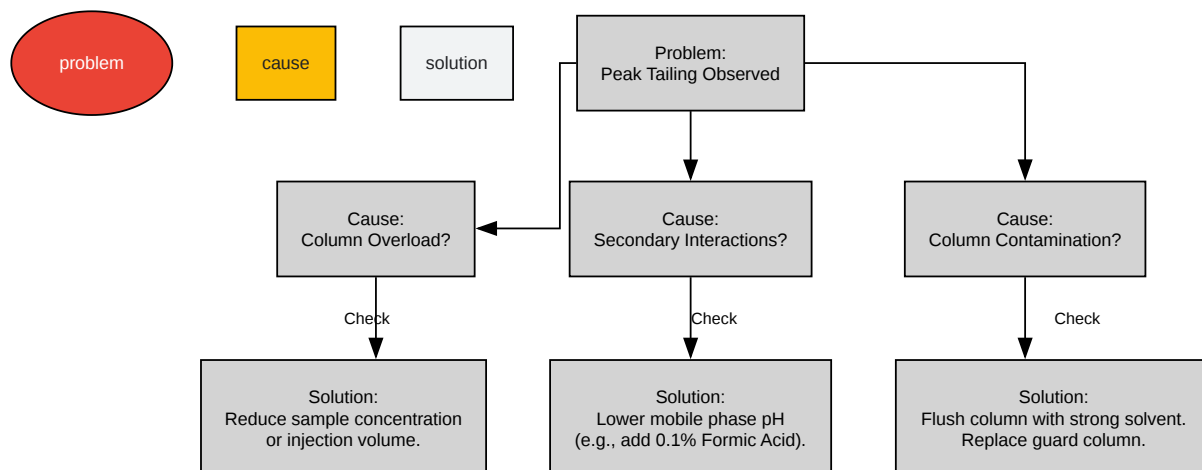 problem
cause
solution
Problem:
Peak Tailing Observed
Cause:
Column Overload?
Cause:
Secondary Interactions?
Cause:
Column Contamination?
Check
Check
Check
Solution:
Reduce sample concentration
or injection volume.
Solution:
Lower mobile phase pH
(e.g., add 0.1% Formic Acid).
Solution:
Flush column with strong solvent.
Replace guard column.